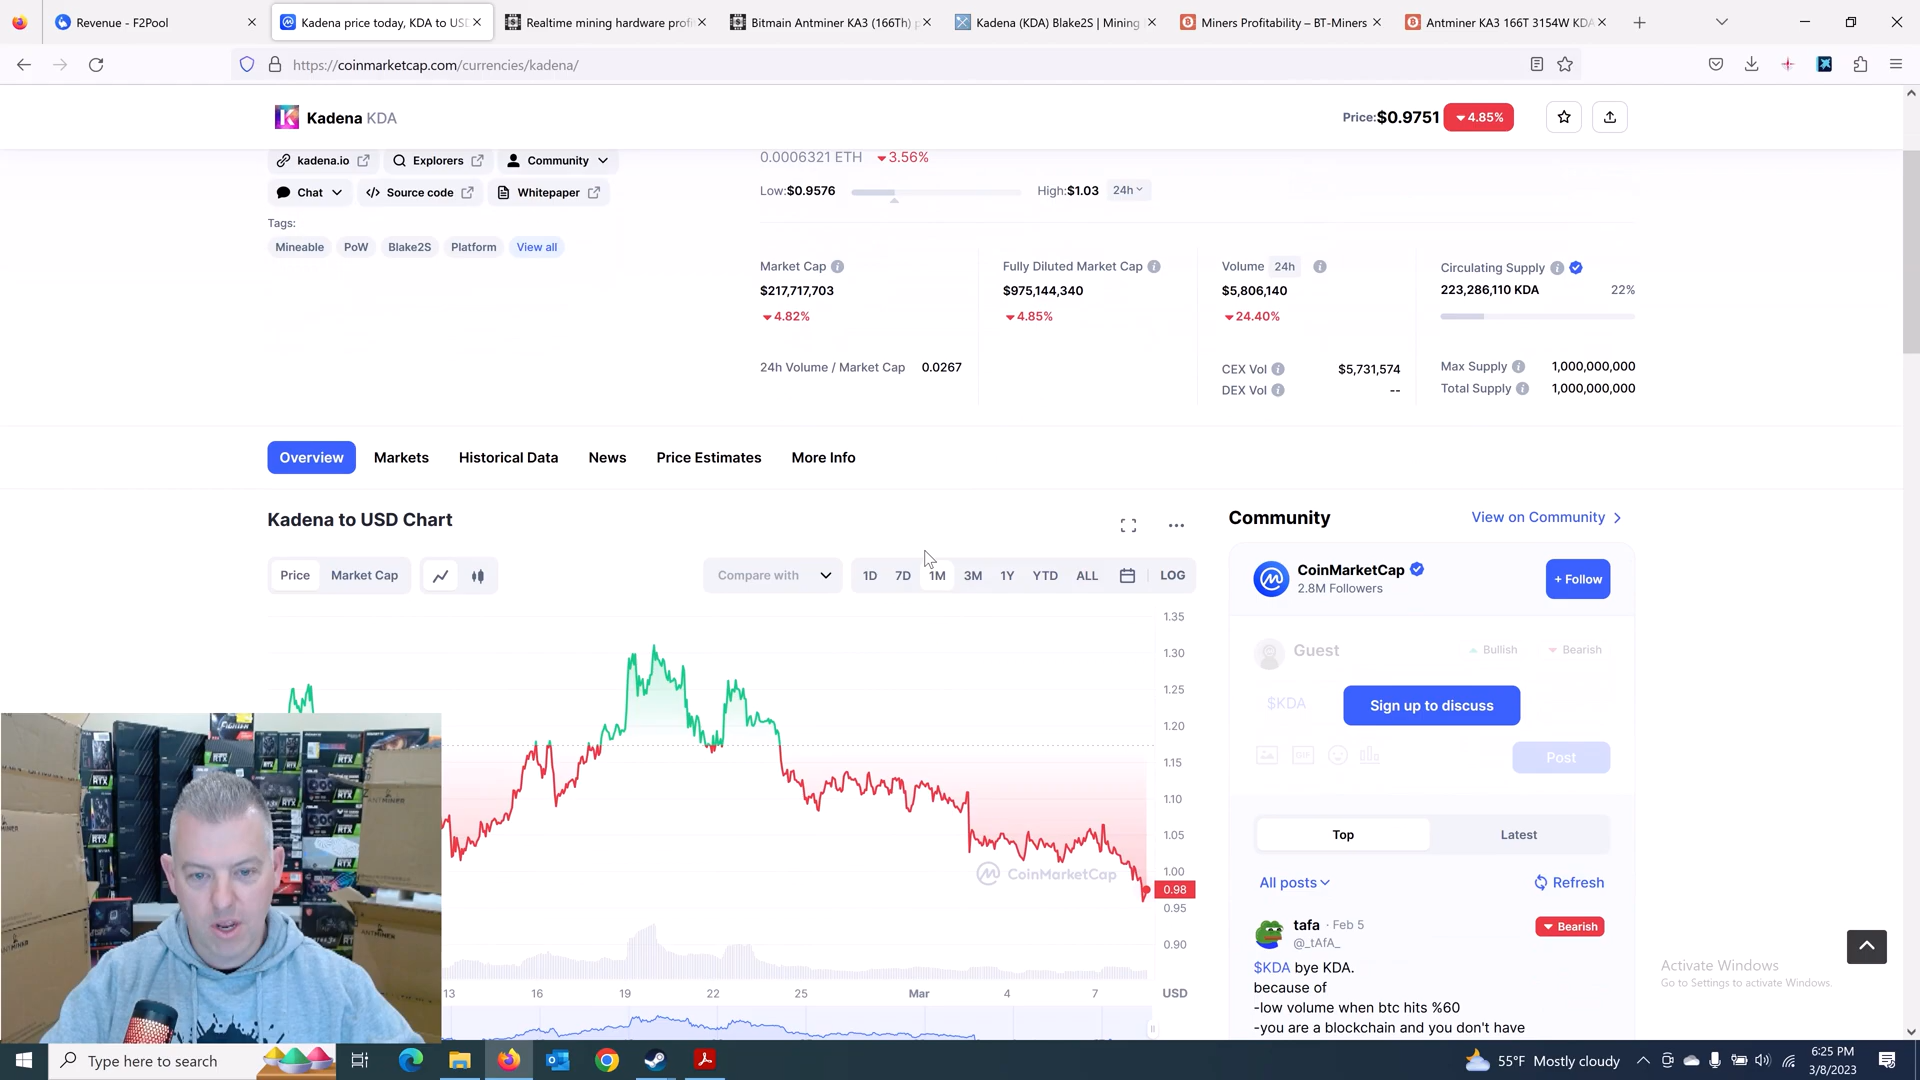 Revenue - F2Pool
Kadena price today, KDA to USD
Realtime mining hardware profi
Bitmain Antminer KA3 (166Th) p
Kadena (KDA) Blake2S | Mining
Miners Profitability – BT-Miners
Antminer KA3 166T 3154W KDA
https://coinmarketcap.com/currencies/kadena/
Kadena KDA
Price:$0.9751
4.85%
kadena.io
Explorers
Community
0.0006321 ETH
3.56%
Chat
Source code
Whitepaper
Low:$0.9576
High:$1.03
24h
Tags:
Mineable
PoW
Blake2S
Platform
View all
Market Cap
$217,717,703
4.82%
24h Volume / Market Cap
0.0267
Fully Diluted Market Cap
$975,144,340
4.85%
Volume
24h
$5,806,140
24.40%
CEX Vol
$5,731,574
DEX Vol
--
Circulating Supply
223,286,110 KDA
22%
Max Supply
1,000,000,000
Total Supply
1,000,000,000
Overview
Markets
Historical Data
News
Price Estimates
More Info
Kadena to USD Chart
Price
Market Cap
Compare with
1D
7D
1M
3M
1Y
YTD
ALL
LOG
1.35
1.30
1.25
1.20
1.15
1.10
1.05
1.00
0.98
0.95
0.90
CoinMarketCap
13
16
19
22
25
Mar
4
7
USD
Community
View on Community
CoinMarketCap
2.8M Followers
+ Follow
Guest
Bullish
Bearish
$KDA
Sign up to discuss
GIF
Post
Top
Latest
All posts
Refresh
tafa · Feb 5
@_tAfA_
Bearish
$KDA bye KDA.
because of
-low volume when btc hits %60
-you are a blockchain and you don't have
Activate Windows
Go to Settings to activate Windows.
RTX
RTX
RTX
RTX
RTX
ANTMINER
Type here to search
55°F Mostly cloudy
6:25 PM
3/8/2023